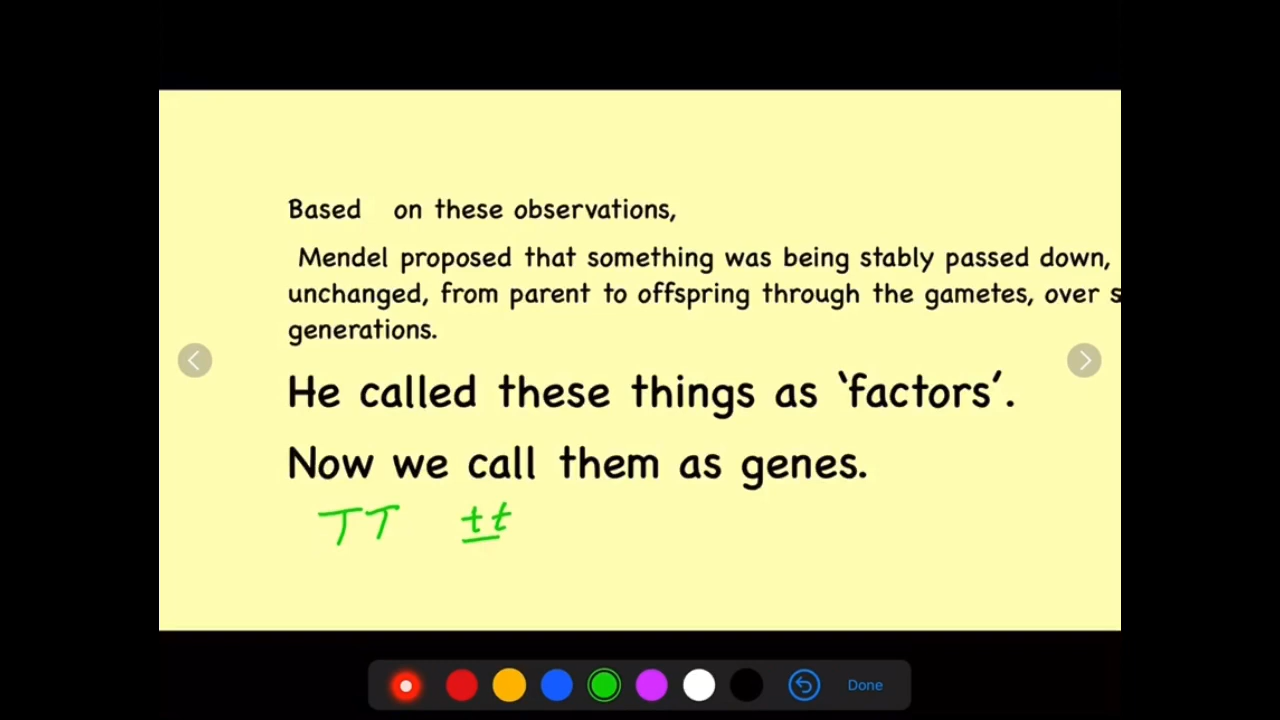 Based on these observations,
Mendel proposed that something was being stably passed down,
unchanged, from parent to offspring through the gametes, over s
generations.
He called these things as ‘factors’.
Now we call them as genes.
TT tt
Done